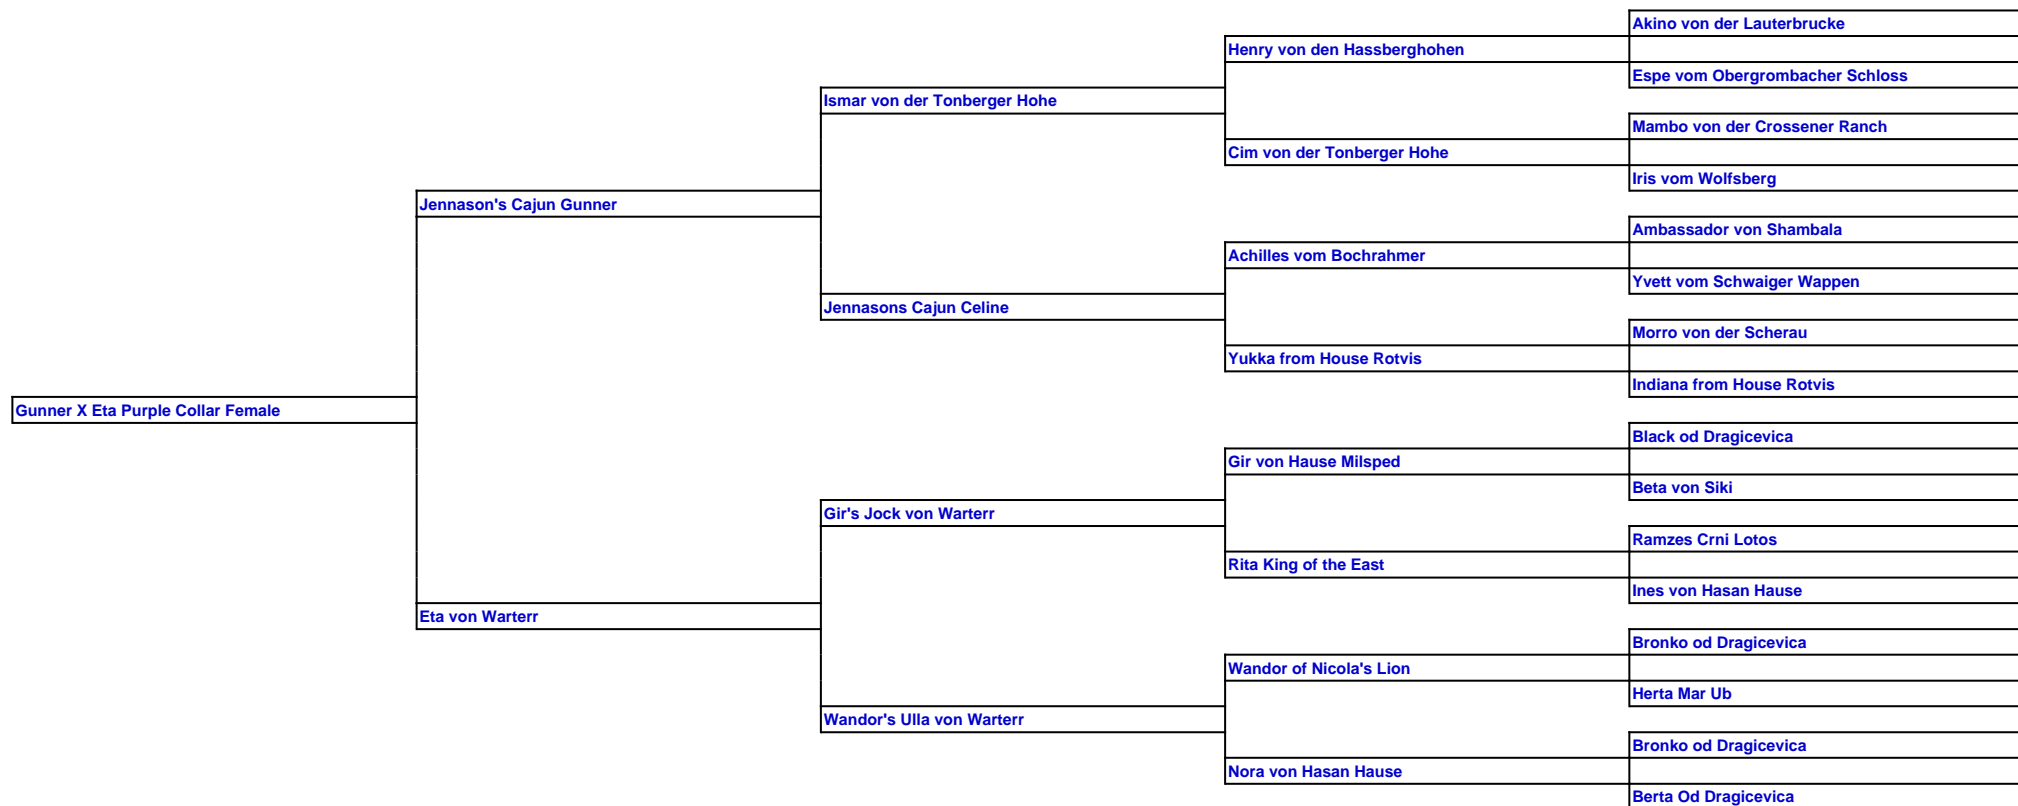 Akino von der Lauterbrucke
Henry von den Hassberghohen
Espe vom Obergrombacher Schloss
Ismar von der Tonberger Hohe
Mambo von der Crossener Ranch
Cim von der Tonberger Hohe
Iris vom Wolfsberg
Jennason's Cajun Gunner
Ambassador von Shambala
Achilles vom Bochrahmer
Yvett vom Schwaiger Wappen
Jennasons Cajun Celine
Morro von der Scherau
Yukka from House Rotvis
Indiana from House Rotvis
Gunner X Eta Purple Collar Female
Black od Dragicevica
Gir von Hause Milsped
Beta von Siki
Gir's Jock von Warterr
Ramzes Crni Lotos
Rita King of the East
Ines von Hasan Hause
Eta von Warterr
Bronko od Dragicevica
Wandor of Nicola's Lion
Herta Mar Ub
Wandor's Ulla von Warterr
Bronko od Dragicevica
Nora von Hasan Hause
Berta Od Dragicevica